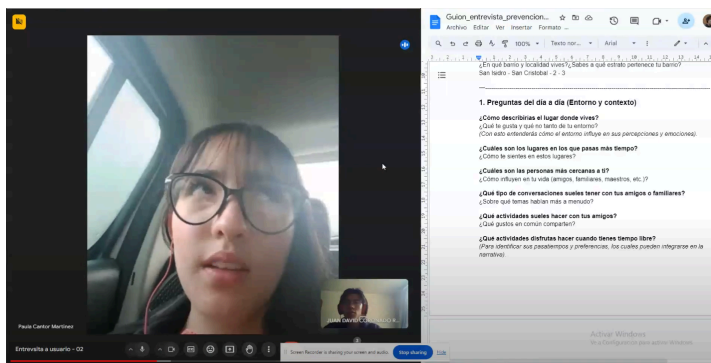 Guion_entrevista_prevencion...
Archivo Editar Ver Insertar Formato ...
100% Texto nor... Arial
¿En qué barrio y localidad vives?¿Sabes a qué estrato pertenece tu barrio?
San Isidro - San Cristobal - 2 - 3
1. Preguntas del día a día (Entorno y contexto)
¿Cómo describirías el lugar donde vives?
¿Qué te gusta y qué no tanto de tu entorno?
(Con esto entenderás cómo el entorno influye en sus percepciones y emociones).
¿Cuáles son los lugares en los que pasas más tiempo?
¿Cómo te sientes en estos lugares?
¿Cuáles son las personas más cercanas a ti?
¿Cómo influyen en tu vida (amigos, familiares, maestros, etc.)?
¿Qué tipo de conversaciones sueles tener con tus amigos o familiares?
¿Sobre qué temas hablan más a menudo?
¿Qué actividades sueles hacer con tus amigos?
¿Qué gustos en común comparten?
¿Qué actividades disfrutas hacer cuando tienes tiempo libre?
(Para identificar sus pasatiempos y preferencias, los cuales pueden integrarse en la
narrativa).
Activar Windows
Paula Cantor Martinez
JUAN DAVID
Entrevsita a usuario - 02
Screen Recorder is sharing your screen and audio.
Stop sharing
Hide